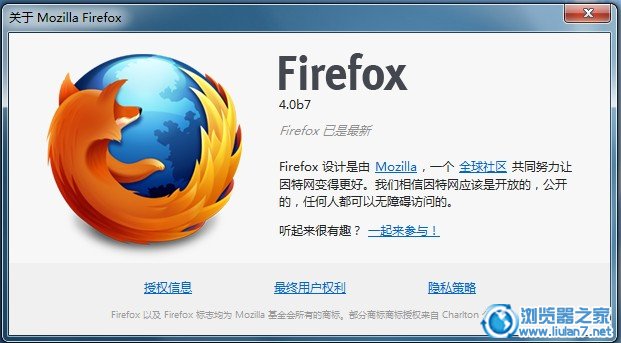 关于 Mozilla Firefox
Firefox
4.0b7
Firefox 已是最新
Firefox 设计是由 Mozilla，一个 全球社区 共同努力让
因特网变得更好。我们相信因特网应该是开放的，公开
的，任何人都可以无障碍访问的。
听起来很有趣？ 一起来参与！
授权信息 最终用户权利 隐私策略
Firefox 以及 Firefox 标志均为 Mozilla 基金会所有的商标。部分商标商标授权来自 Charlton
浏览器之家
www.liulan7.net